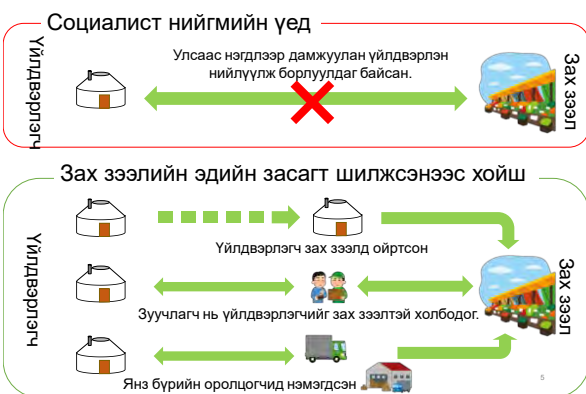 Социалист нийгмийн үед
Үйлдвэрлэгч
Улсаас нэгдлээр дамжуулан үйлдвэрлэн
нийлүүлж борлуулдаг байсан.
Зах зээл
Зах зээлийн эдийн засагт шилжсэнээс хойш
Үйлдвэрлэгч
Үйлдвэрлэгч зах зээлд ойртсон
Зуучлагч нь үйлдвэрлэгчийг зах зээлтэй холбодог.
Янз бүрийн оролцогчид нэмэгдсэн
Зах зээл
5